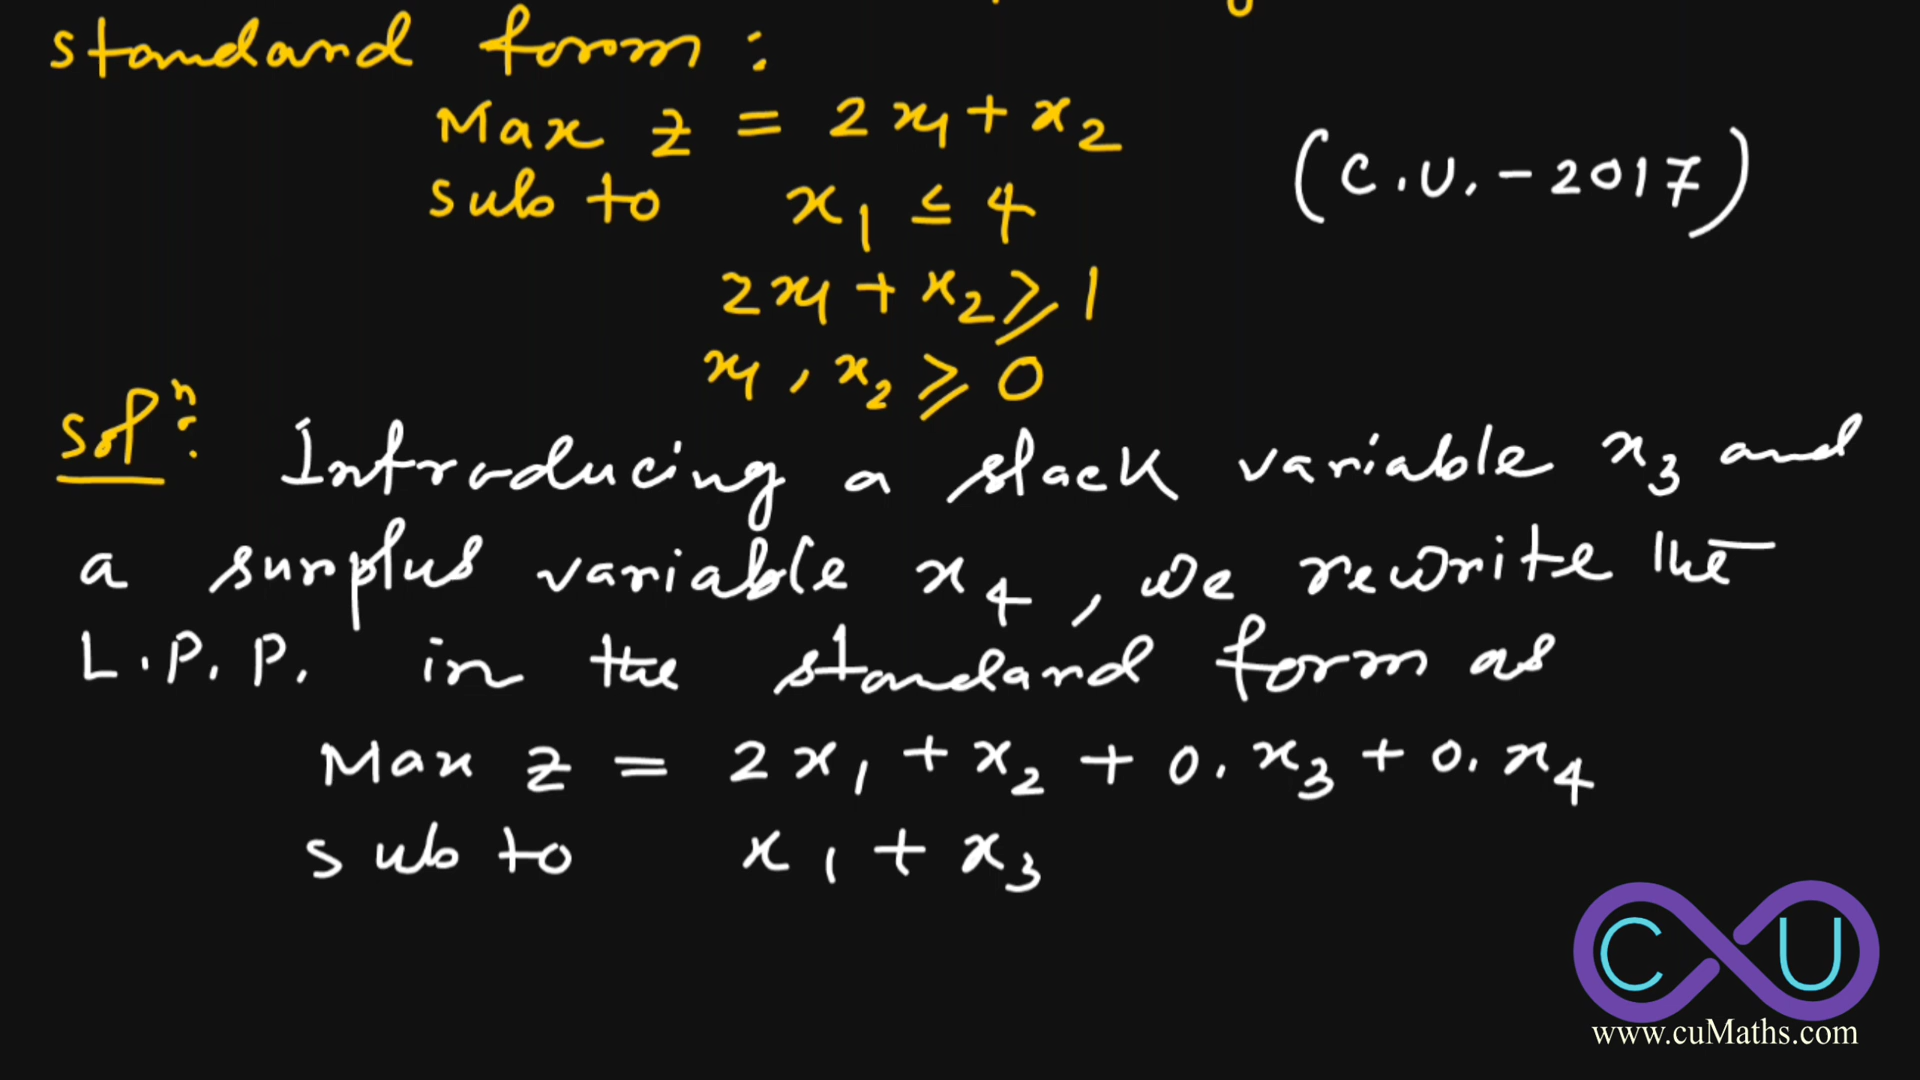 standard form :
Max z = 2x₁ + x₂
(C.U.-2017)
sub to x₁ ≤ 4
2x₁ + x₂ ≥ 1
x₁, x₂ ≥ 0
Solⁿ: Introducing a slack variable x₃ and
a surplus variable x₄, we rewrite the
L.P.P. in the standard form as
Max z = 2x₁ + x₂ + 0.x₃ + 0.x₄
sub to x₁ + x₃
CU
www.cuMaths.com